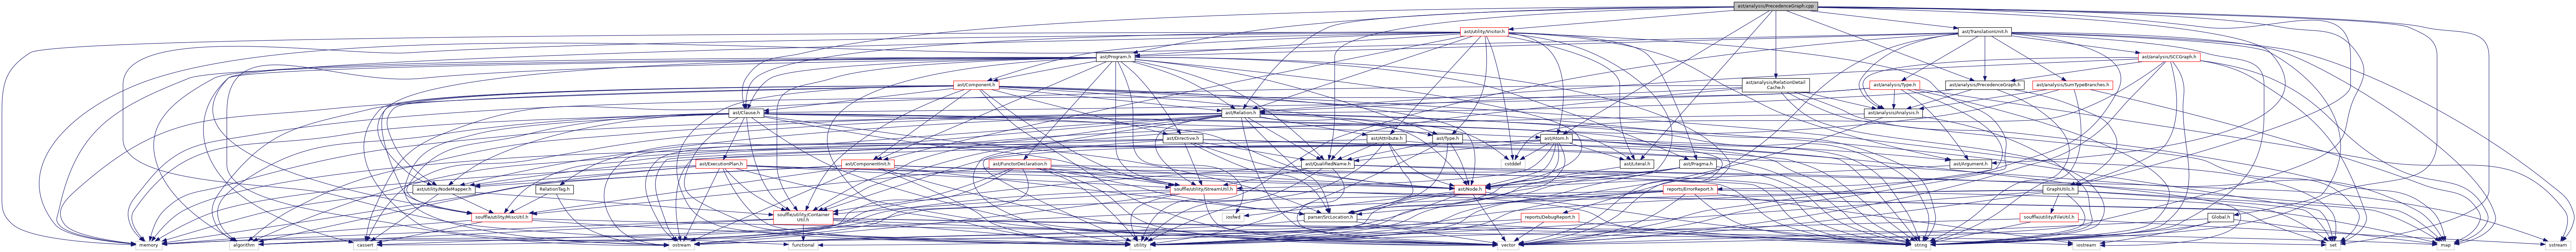 ast/analysis/PrecedenceGraph.cpp
ast/utility/Visitor.h
ast/TranslationUnit.h
ast/Program.h
ast/analysis/SCCGraph.h
ast/Component.h
ast/analysis/RelationDetail
Cache.h
ast/analysis/Type.h
ast/analysis/PrecedenceGraph.h
ast/analysis/SumTypeBranches.h
ast/Clause.h
ast/Relation.h
ast/analysis/Analysis.h
ast/Directive.h
ast/Attribute.h
ast/Type.h
ast/Atom.h
ast/ExecutionPlan.h
ast/ComponentInit.h
ast/FunctorDeclaration.h
ast/QualifiedName.h
cstddef
ast/Literal.h
ast/Pragma.h
ast/Argument.h
ast/utility/NodeMapper.h
RelationTag.h
souffle/utility/StreamUtil.h
ast/Node.h
reports/ErrorReport.h
GraphUtils.h
souffle/utility/MiscUtil.h
souffle/utility/Container
Util.h
iosfwd
parser/SrcLocation.h
reports/DebugReport.h
souffle/utility/FileUtil.h
Global.h
memory
algorithm
cassert
ostream
functional
utility
vector
string
iostream
set
map
sstream